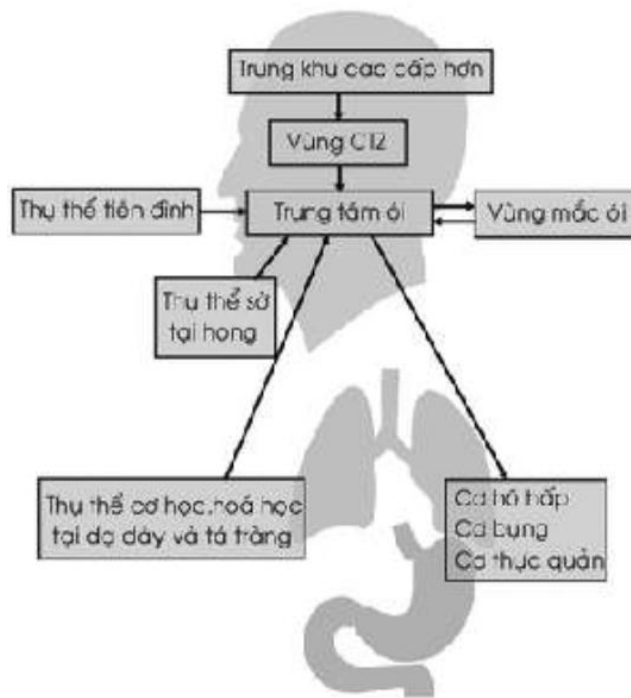 Trung khu cao cấp hơn
Vùng CTZ
Thụ thể tiền đình
Trung tâm ói
Vùng mắc ói
Thụ thể sờ
tại họng
Thụ thể cơ học,hoá học
tại dạ dày và tá tràng
Cơ hô hấp
Cơ bụng
Cơ thực quản